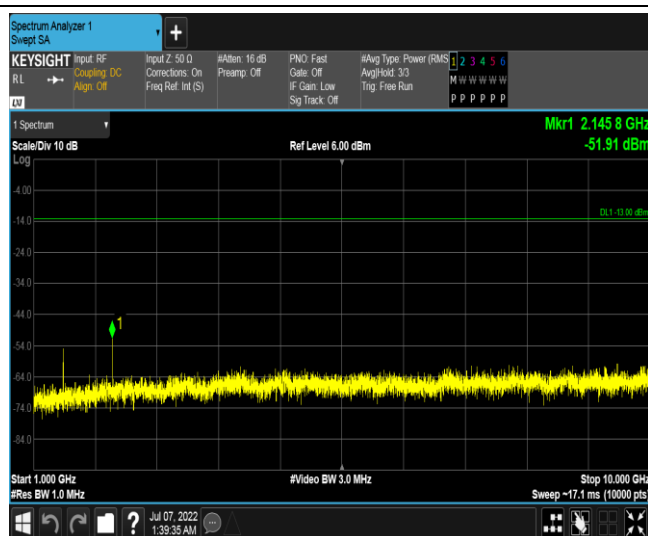 Spectrum Analyzer 1
Swept SA
+
KEYSIGHT
RL
LXI
Input: RF
Coupling: DC
Align: Off
Input Z: 50 Ω
Corrections: On
Freq Ref: Int (S)
#Atten: 16 dB
Preamp: Off
PNO: Fast
Gate: Off
IF Gain: Low
Sig Track: Off
#Avg Type: Power (RMS
Avg|Hold: 3/3
Trig: Free Run
1 2 3 4 5 6
M W W W W W
P P P P P P
1 Spectrum
Mkr1 2.145 8 GHz
-51.91 dBm
Scale/Div 10 dB
Ref Level 6.00 dBm
Log
-4.00
DL1 -13.00 dBm
-14.0
-24.0
-34.0
-44.0
1
-54.0
-64.0
-74.0
-84.0
Start 1.000 GHz
#Video BW 3.0 MHz
Stop 10.000 GHz
#Res BW 1.0 MHz
Sweep ~17.1 ms (10000 pts)
?
Jul 07, 2022
1:39:35 AM